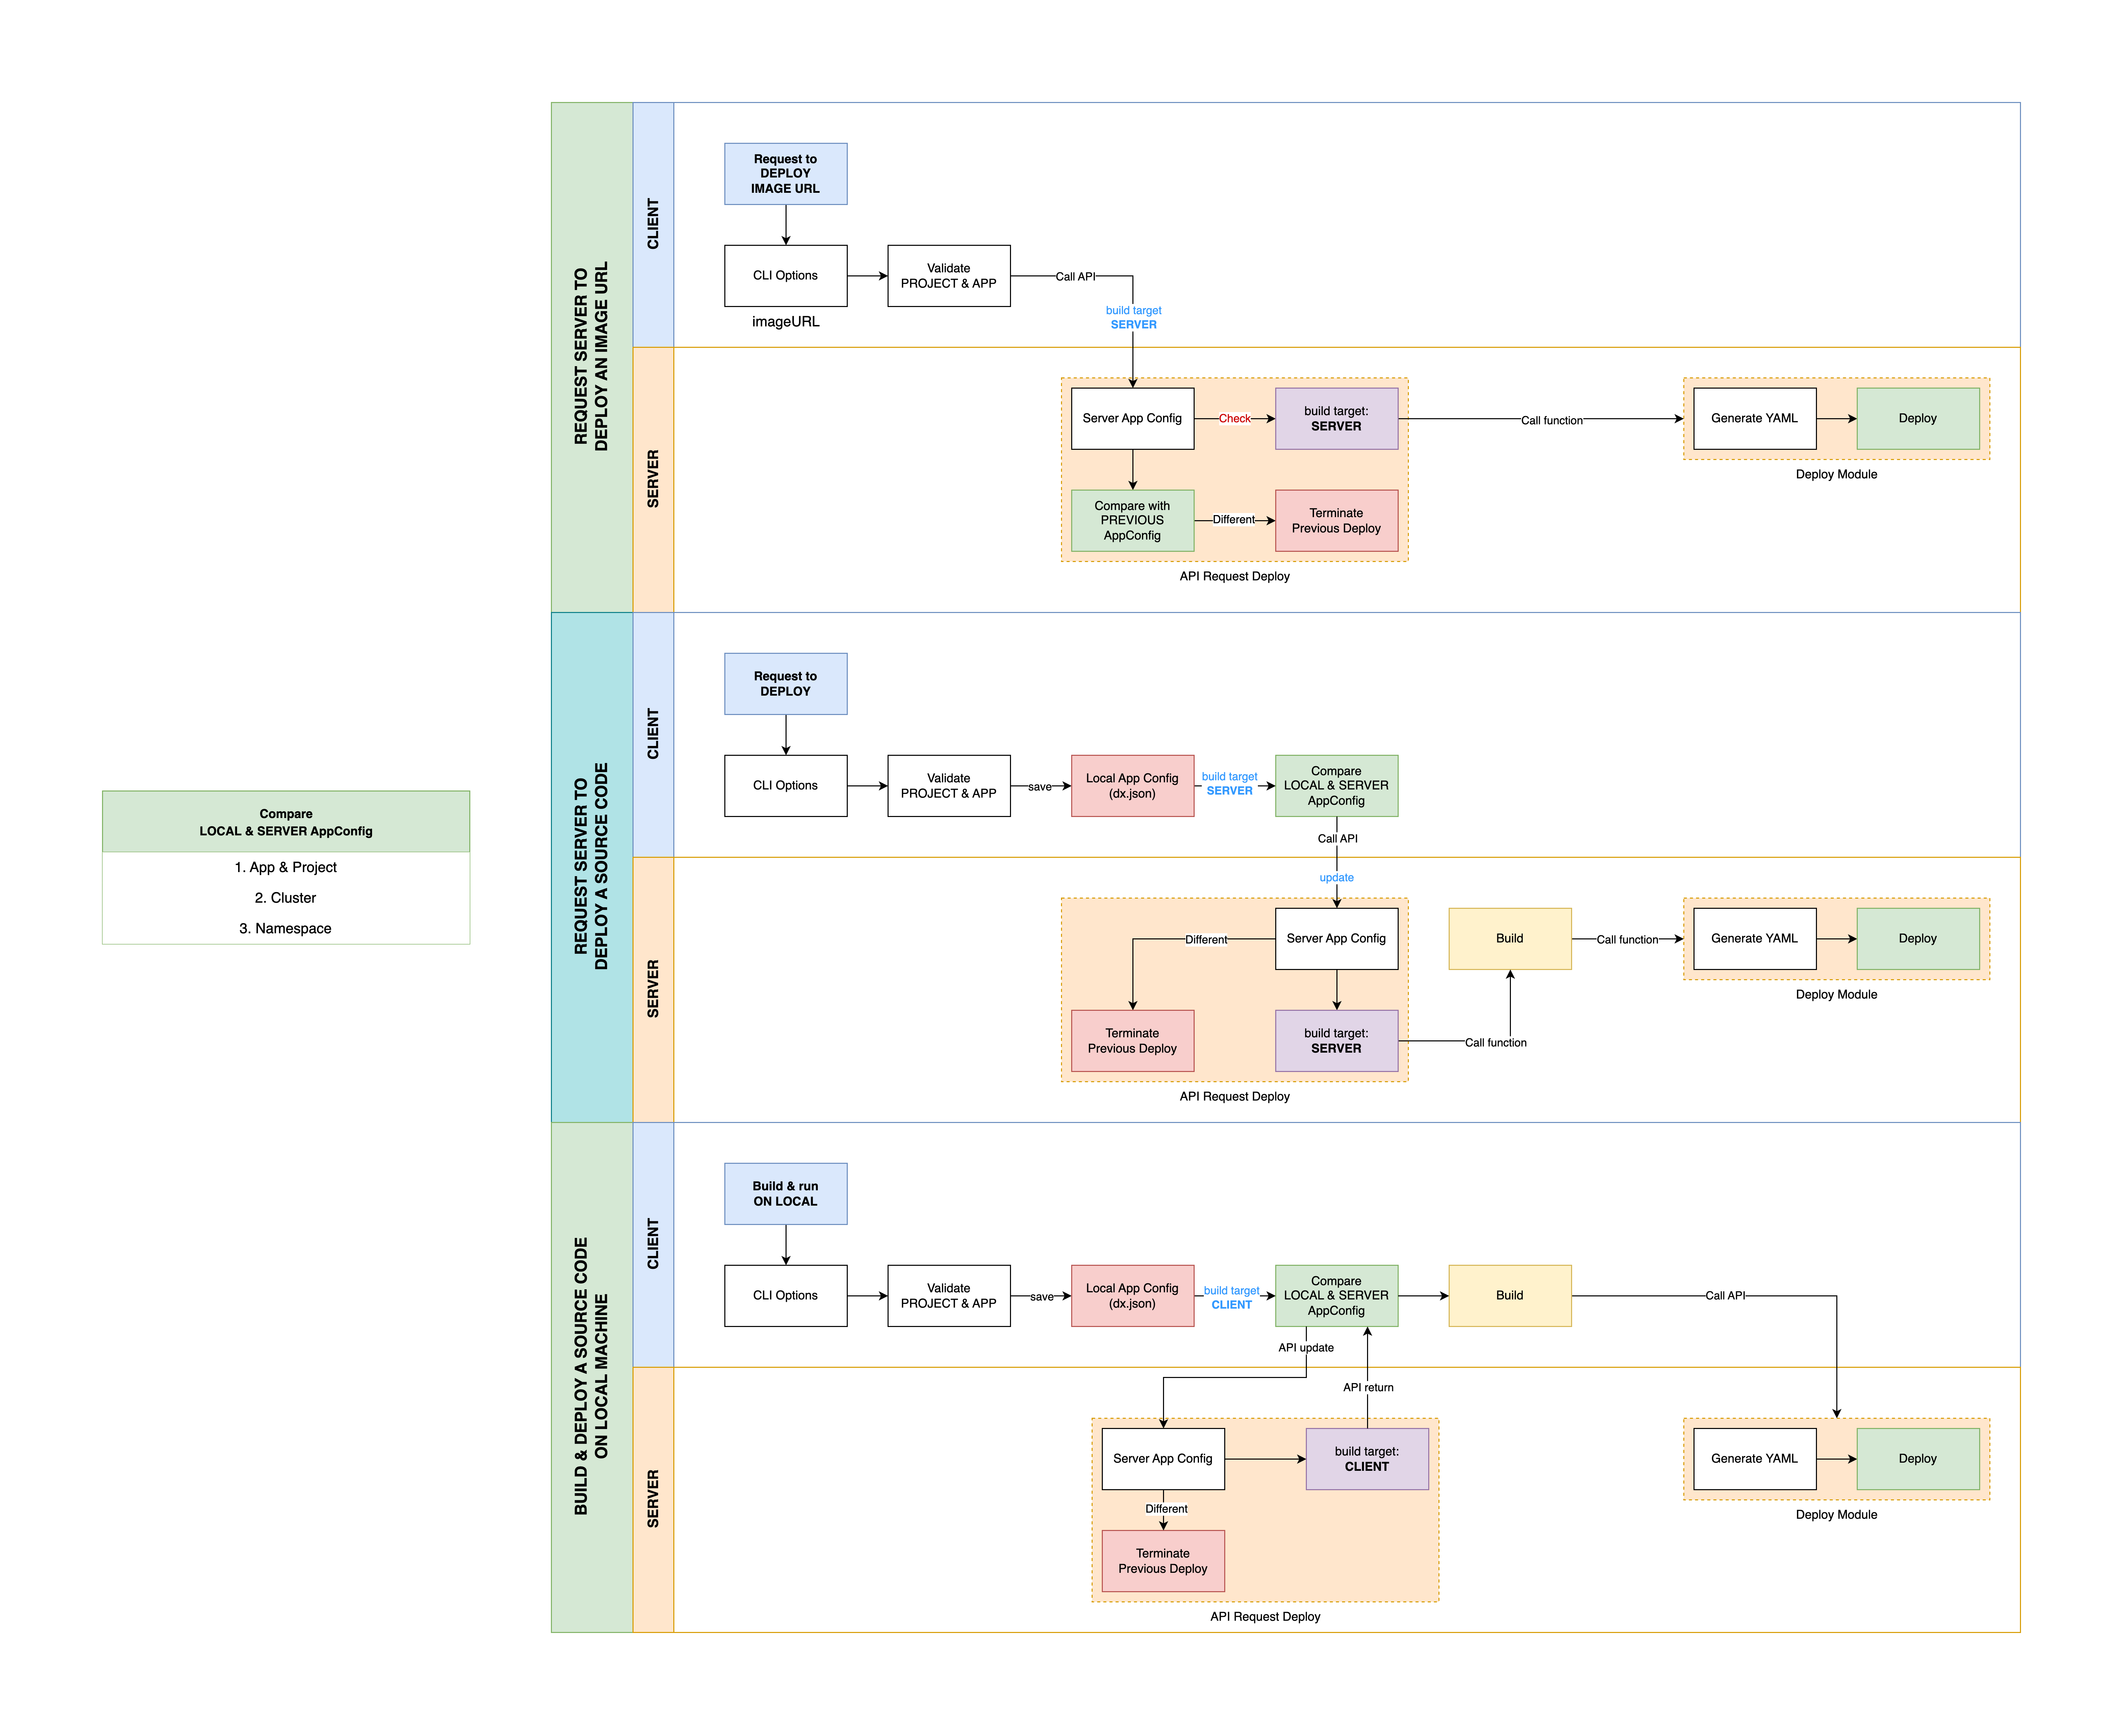 Compare
LOCAL & SERVER AppConfig
1. App & Project
2. Cluster
3. Namespace
REQUEST SERVER TO
DEPLOY AN IMAGE URL
CLIENT
Request to
DEPLOY
IMAGE URL
CLI Options
imageURL
Validate
PROJECT & APP
Call API
build target
SERVER
SERVER
Server App Config
Check
build target:
SERVER
Call function
Generate YAML
Deploy
Deploy Module
Compare with
PREVIOUS
AppConfig
Different
Terminate
Previous Deploy
API Request Deploy
REQUEST SERVER TO
DEPLOY A SOURCE CODE
CLIENT
Request to
DEPLOY
CLI Options
Validate
PROJECT & APP
save
Local App Config
(dx.json)
build target
SERVER
Compare
LOCAL & SERVER
AppConfig
Call API
update
SERVER
Different
Server App Config
Build
Call function
Generate YAML
Deploy
Deploy Module
Terminate
Previous Deploy
build target:
SERVER
Call function
API Request Deploy
BUILD & DEPLOY A SOURCE CODE
ON LOCAL MACHINE
CLIENT
Build & run
ON LOCAL
CLI Options
Validate
PROJECT & APP
save
Local App Config
(dx.json)
build target
CLIENT
Compare
LOCAL & SERVER
AppConfig
Build
Call API
API update
API return
SERVER
Server App Config
build target:
CLIENT
Generate YAML
Deploy
Deploy Module
Different
Terminate
Previous Deploy
API Request Deploy